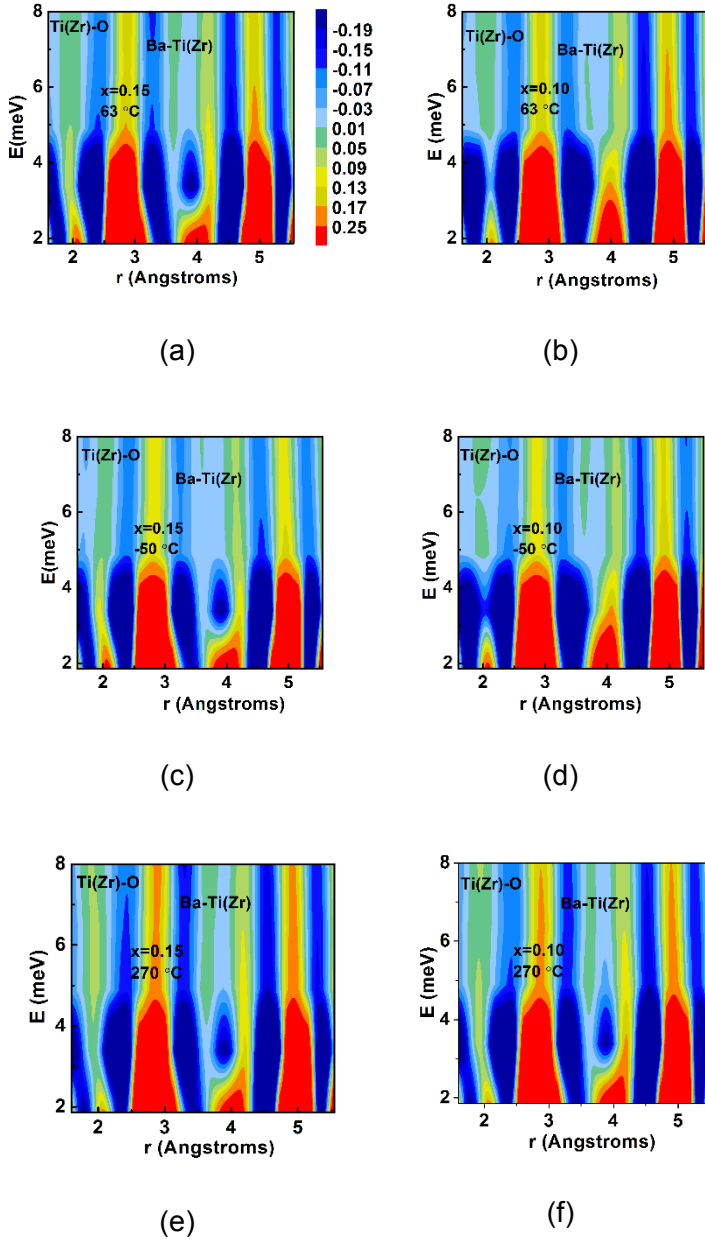 Ti(Zr)-O
Ba-Ti(Zr)
x=0.15
63 °C
E(meV)
8
6
4
2
2 3 4 5
r (Angstroms)
-0.19
-0.15
-0.11
-0.07
-0.03
0.01
0.05
0.09
0.13
0.17
0.25
(a)
Ti(Zr)-O
Ba-Ti(Zr)
x=0.10
63 °C
E (meV)
8
6
4
2
2 3 4 5
r (Angstroms)
(b)
Ti(Zr)-O
Ba-Ti(Zr)
x=0.15
-50 °C
E(meV)
8
6
4
2
2 3 4 5
r (Angstroms)
(c)
Ti(Zr)-O
Ba-Ti(Zr)
x=0.10
-50 °C
E (meV)
8
6
4
2
2 3 4 5
r (Angstroms)
(d)
Ti(Zr)-O
Ba-Ti(Zr)
x=0.15
270 °C
E (meV)
8
6
4
2
2 3 4 5
r (Angstroms)
(e)
Ti(Zr)-O
Ba-Ti(Zr)
x=0.10
270 °C
E (meV)
8
6
4
2
2 3 4 5
r (Angstroms)
(f)